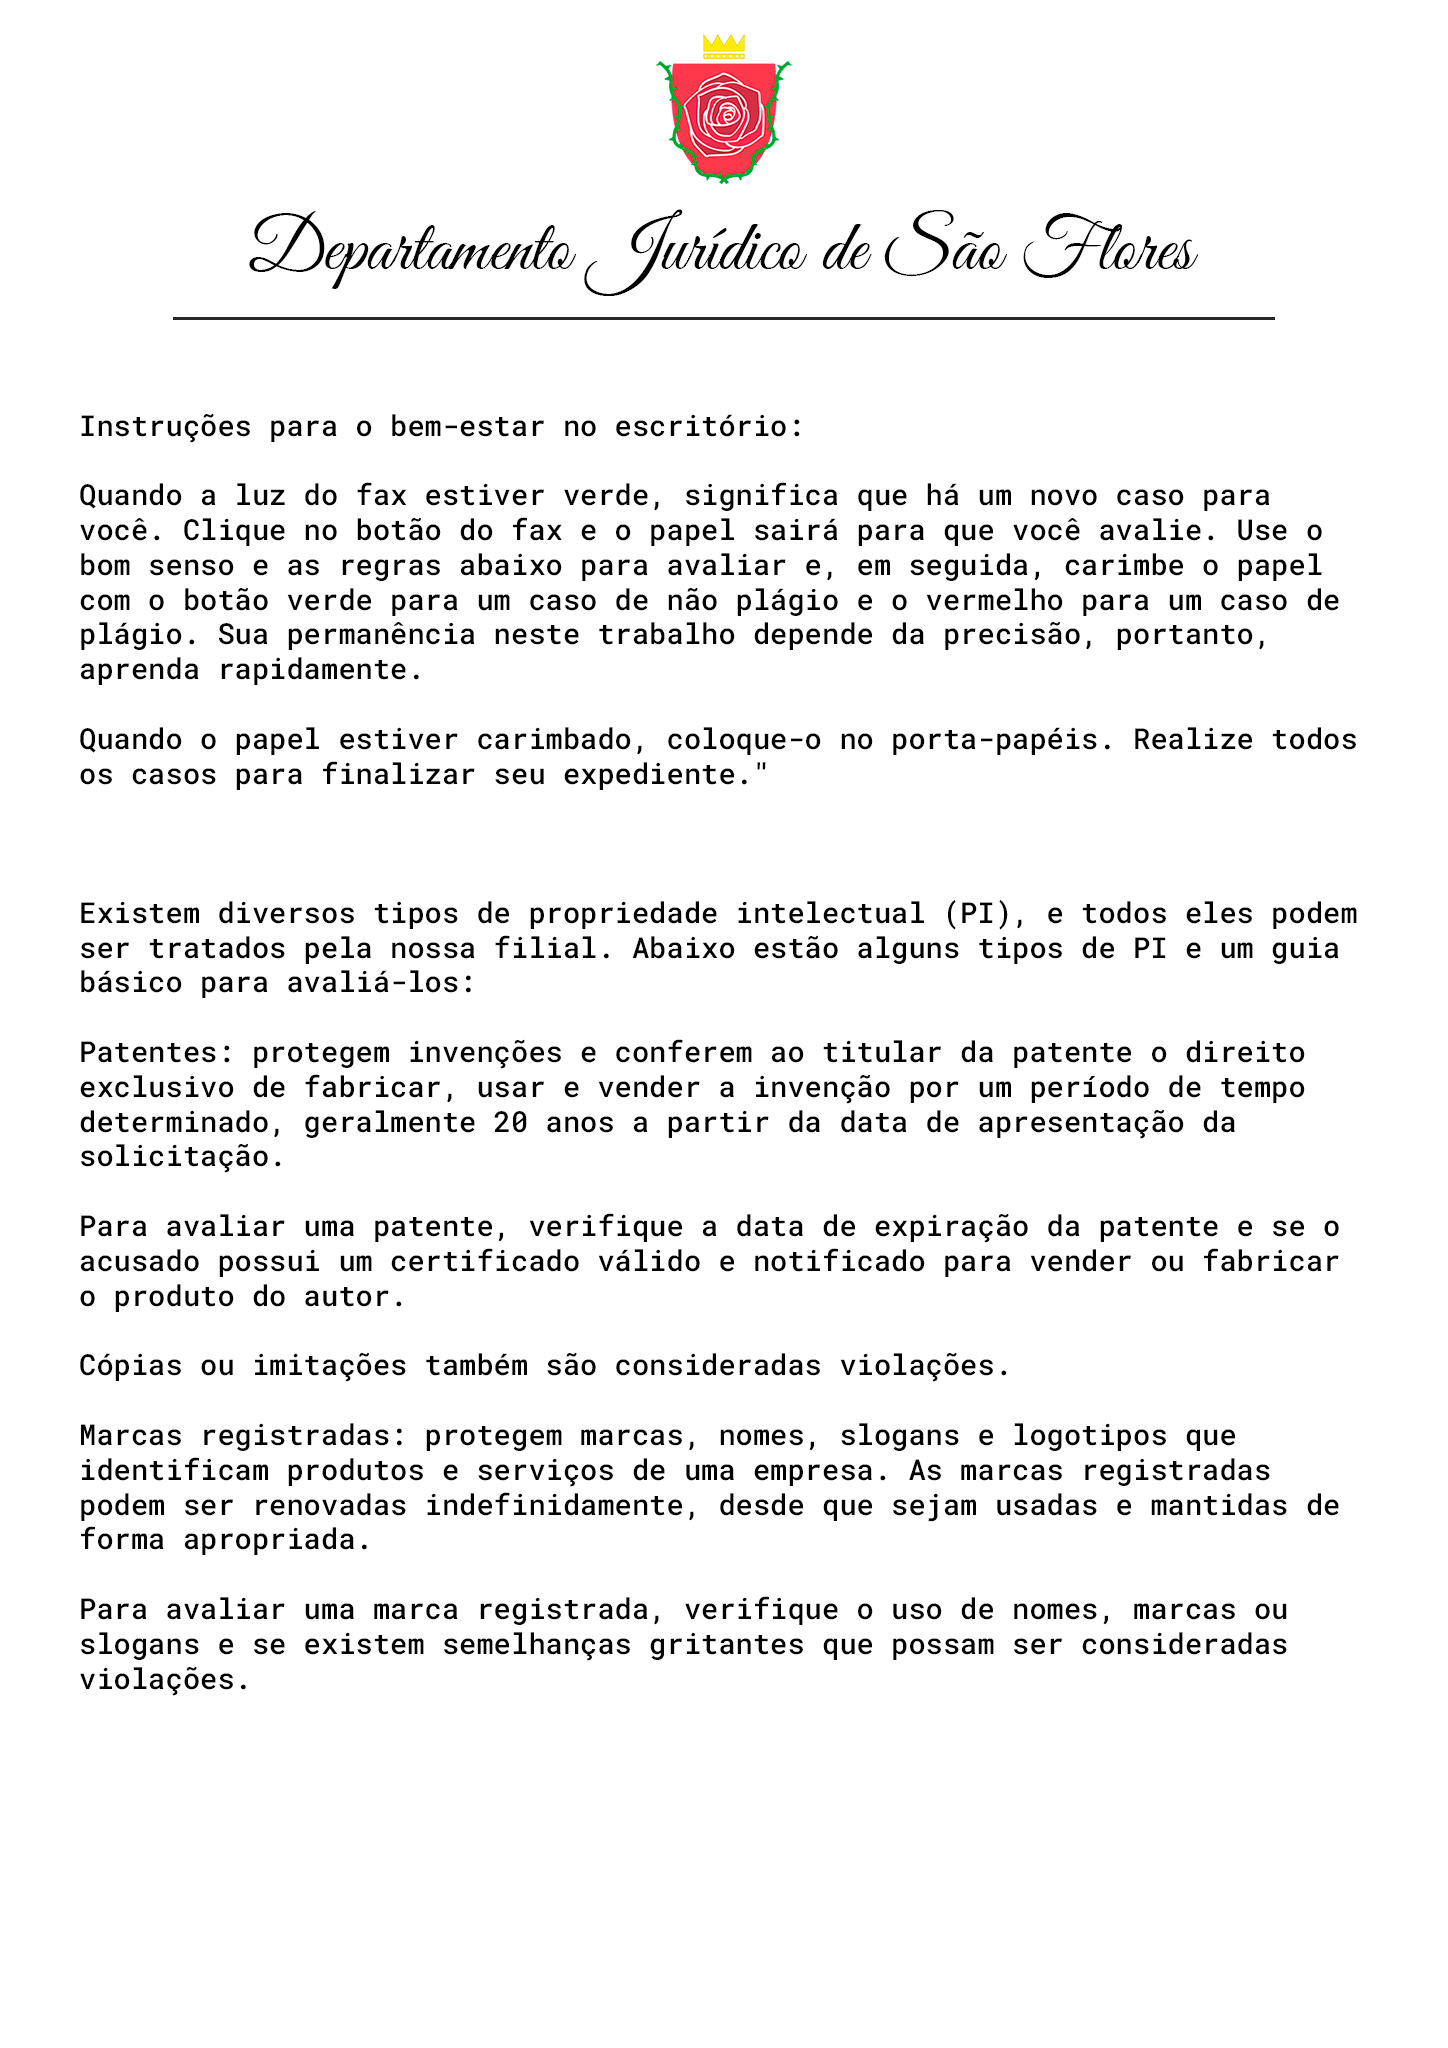 Departamento Jurídico de São Flores
Instruções para o bem-estar no escritório:
Quando a luz do fax estiver verde, significa que há um novo caso para
você. Clique no botão do fax e o papel sairá para que você avalie. Use o
bom senso e as regras abaixo para avaliar e, em seguida, carimbe o papel
com o botão verde para um caso de não plágio e o vermelho para um caso de
plágio. Sua permanência neste trabalho depende da precisão, portanto,
aprenda rapidamente.
Quando o papel estiver carimbado, coloque-o no porta-papéis. Realize todos
os casos para finalizar seu expediente."
Existem diversos tipos de propriedade intelectual (PI), e todos eles podem
ser tratados pela nossa filial. Abaixo estão alguns tipos de PI e um guia
básico para avaliá-los:
Patentes: protegem invenções e conferem ao titular da patente o direito
exclusivo de fabricar, usar e vender a invenção por um período de tempo
determinado, geralmente 20 anos a partir da data de apresentação da
solicitação.
Para avaliar uma patente, verifique a data de expiração da patente e se o
acusado possui um certificado válido e notificado para vender ou fabricar
o produto do autor.
Cópias ou imitações também são consideradas violações.
Marcas registradas: protegem marcas, nomes, slogans e logotipos que
identificam produtos e serviços de uma empresa. As marcas registradas
podem ser renovadas indefinidamente, desde que sejam usadas e mantidas de
forma apropriada.
Para avaliar uma marca registrada, verifique o uso de nomes, marcas ou
slogans e se existem semelhanças gritantes que possam ser consideradas
violações.